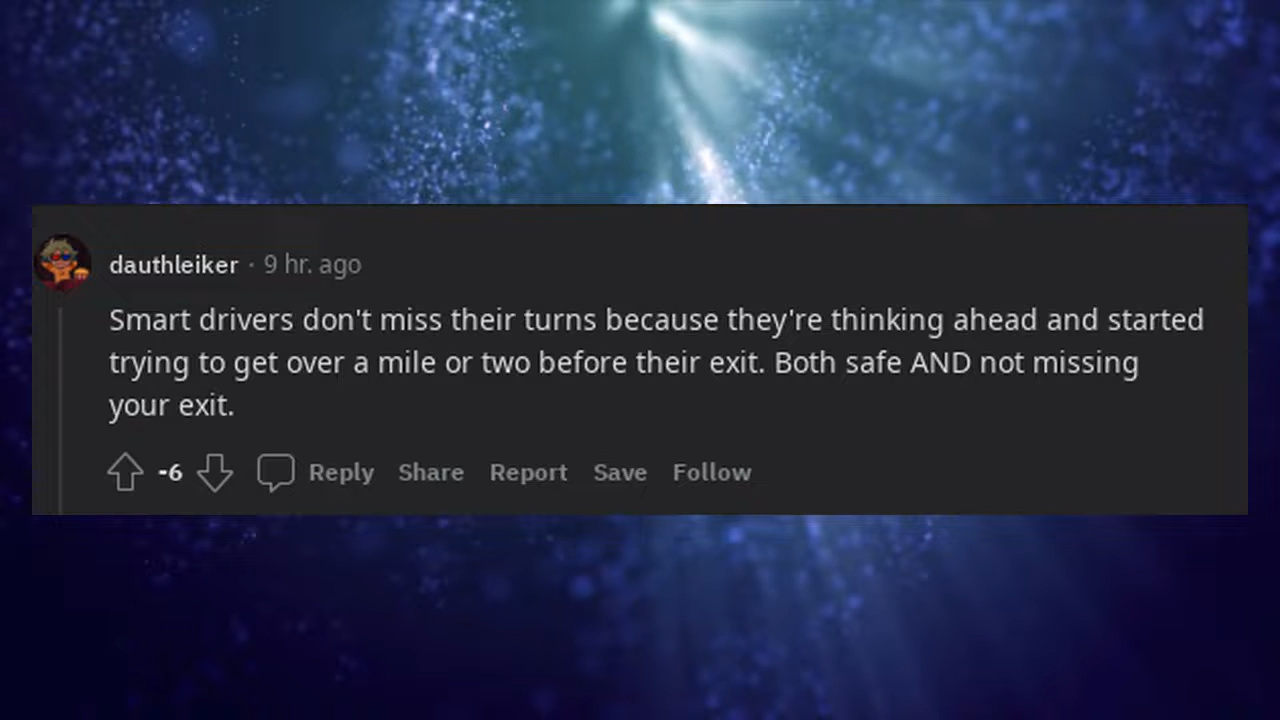 dauthleiker · 9 hr. ago
Smart drivers don't miss their turns because they're thinking ahead and started
trying to get over a mile or two before their exit. Both safe AND not missing
your exit.
-6 Reply Share Report Save Follow